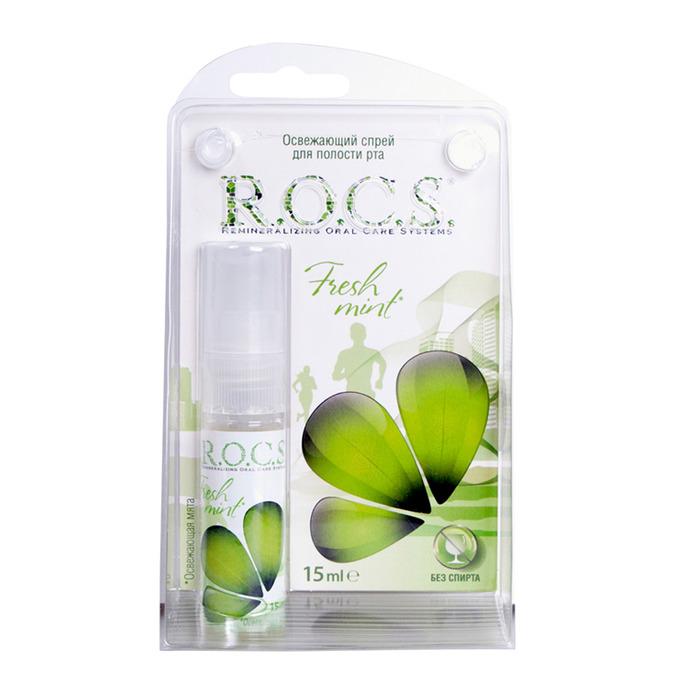 Освежающий спрей
для полости рта
R.O.C.S.®
Remineralizing Oral Care Systems
Fresh
mint*
15 ml ℮
БЕЗ СПИРТА
*Освежающая мята
R.O.C.S
Remineralizing Oral Care Systems
Fresh
mint*
15